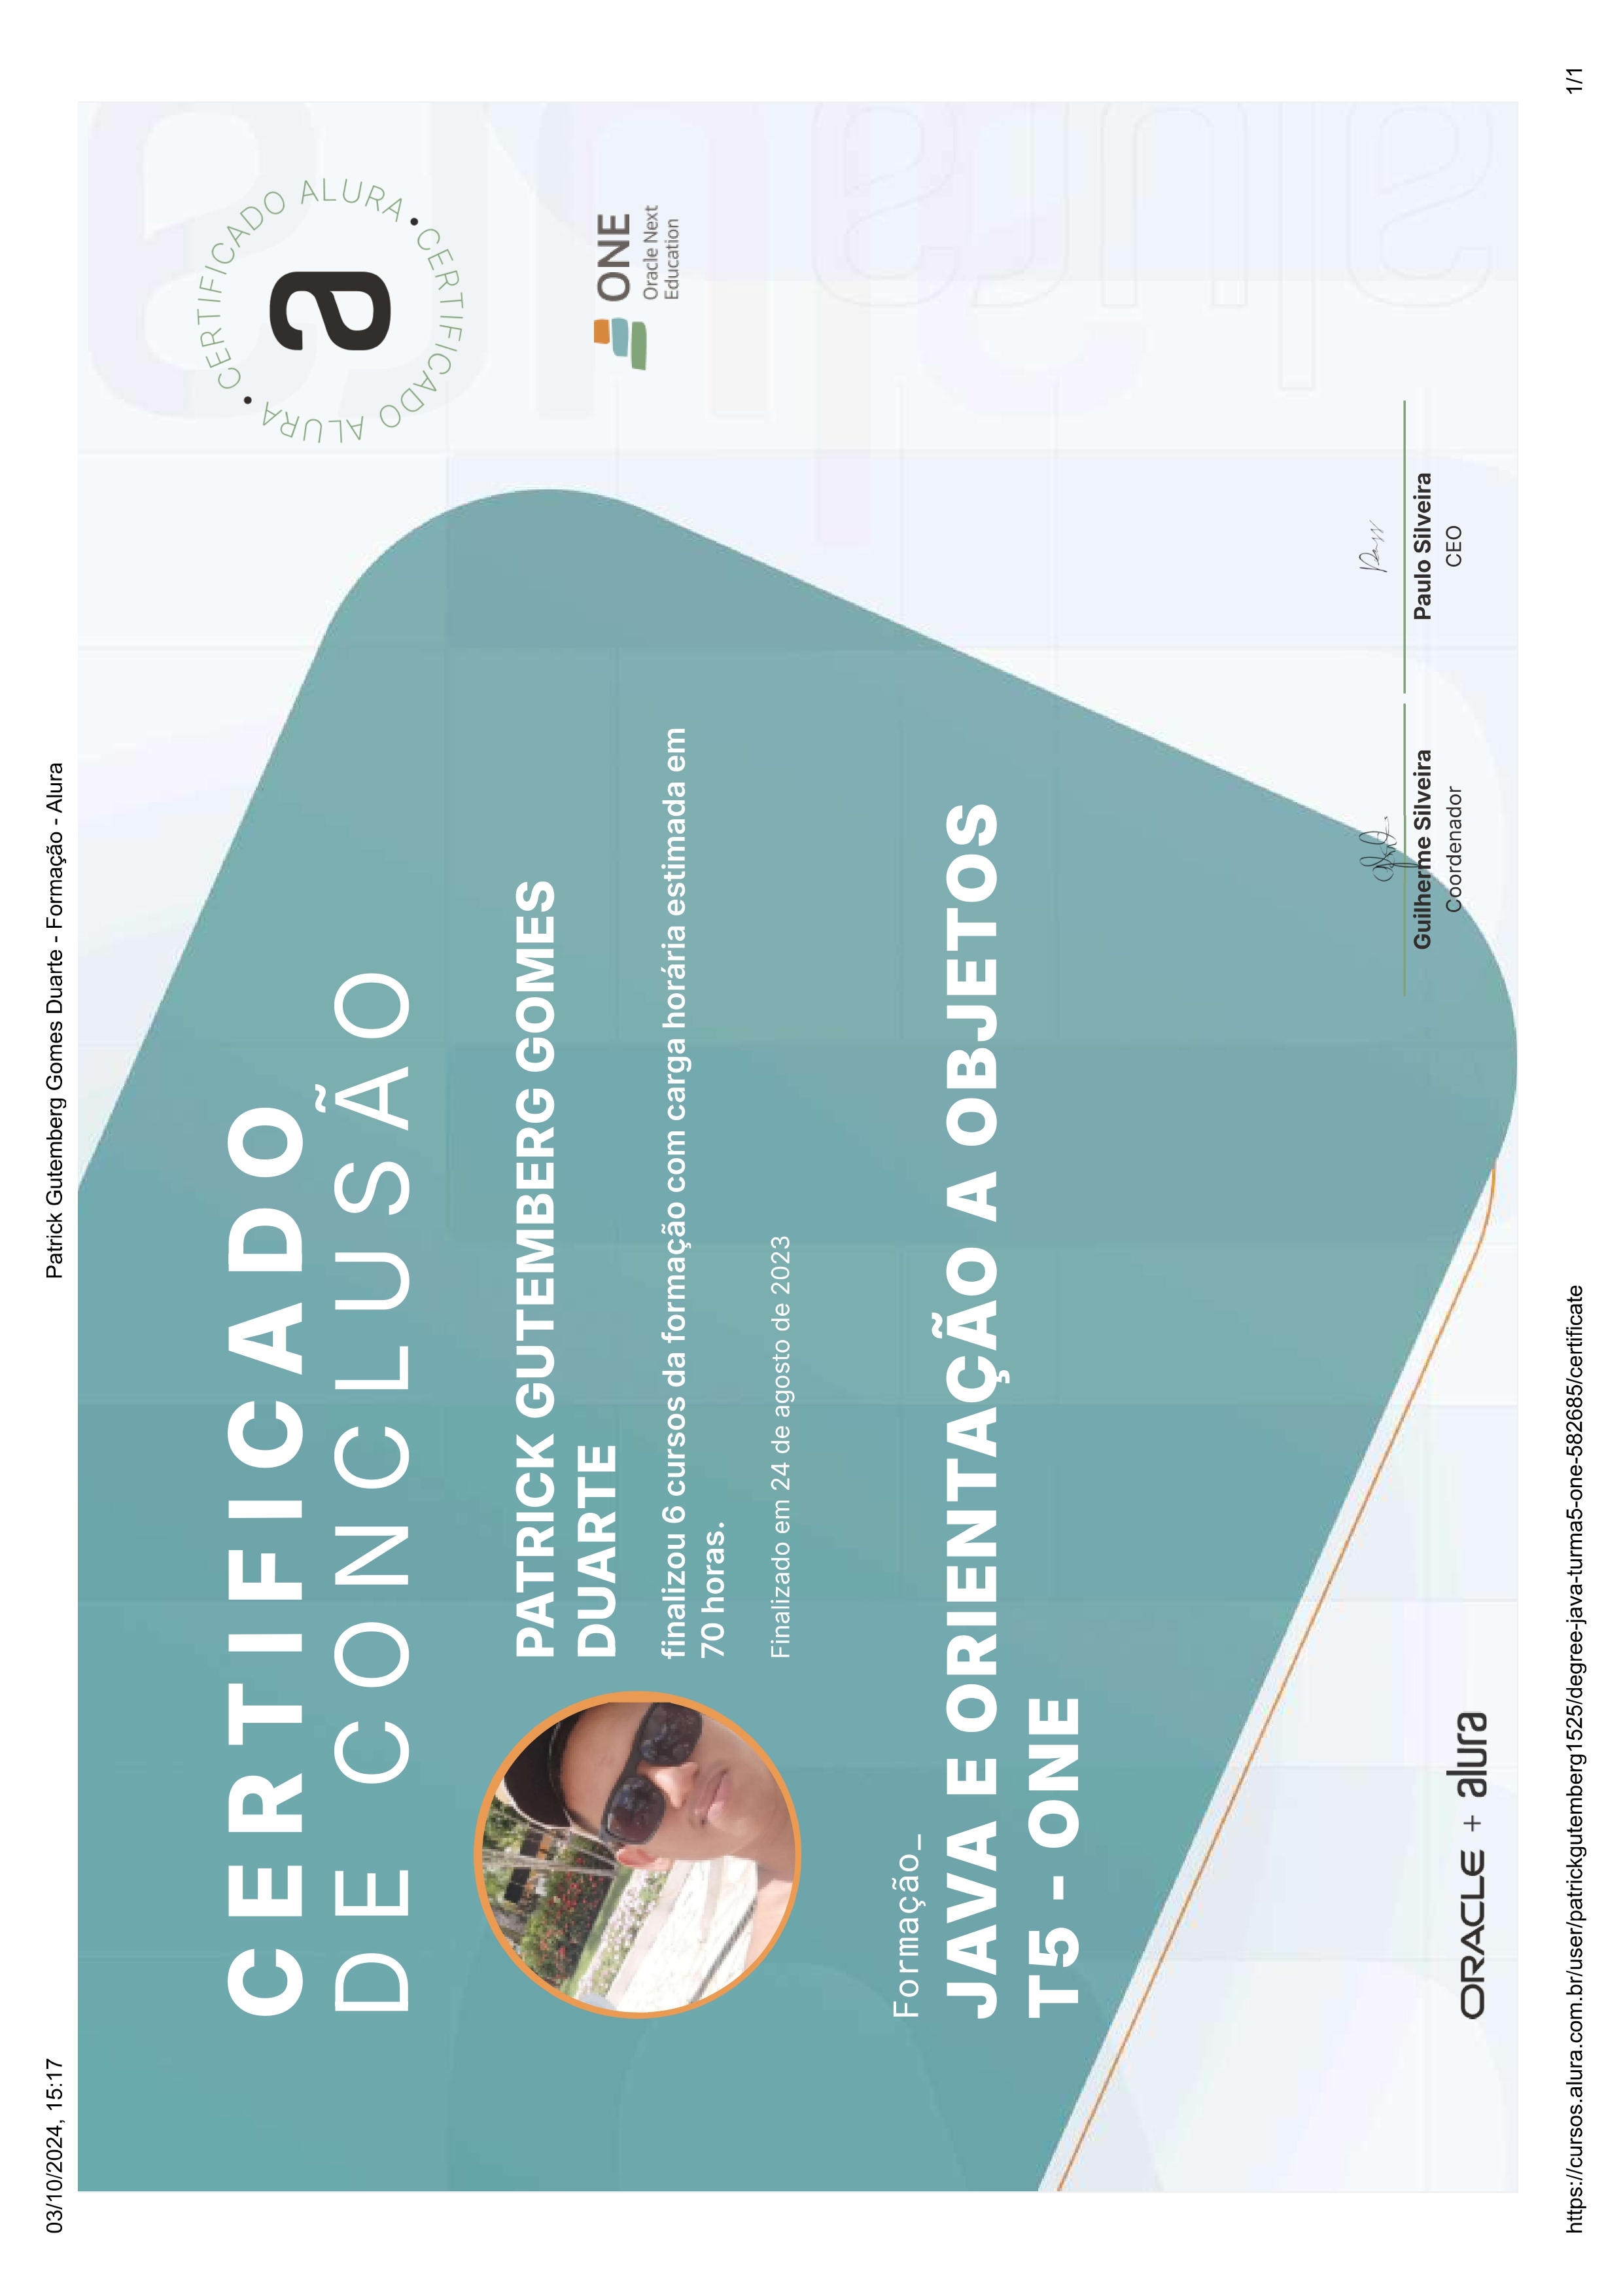 03/10/2024, 15:17
Patrick Gutemberg Gomes Duarte - Formação - Alura
CERTIFICADO
DE CONCLUSÃO
CERTIFICADO ALURA • CERTIFICADO ALURA •
a
ONE
Oracle Next
Education
PATRICK GUTEMBERG GOMES
DUARTE
finalizou 6 cursos da formação com carga horária estimada em
70 horas.
Finalizado em 24 de agosto de 2023
Formação_
JAVA E ORIENTAÇÃO A OBJETOS
T5 - ONE
ORACLE + alura
Guilherme Silveira
Coordenador
Paulo Silveira
CEO
https://cursos.alura.com.br/user/patrickgutemberg1525/degree-java-turma5-one-582685/certificate
1/1